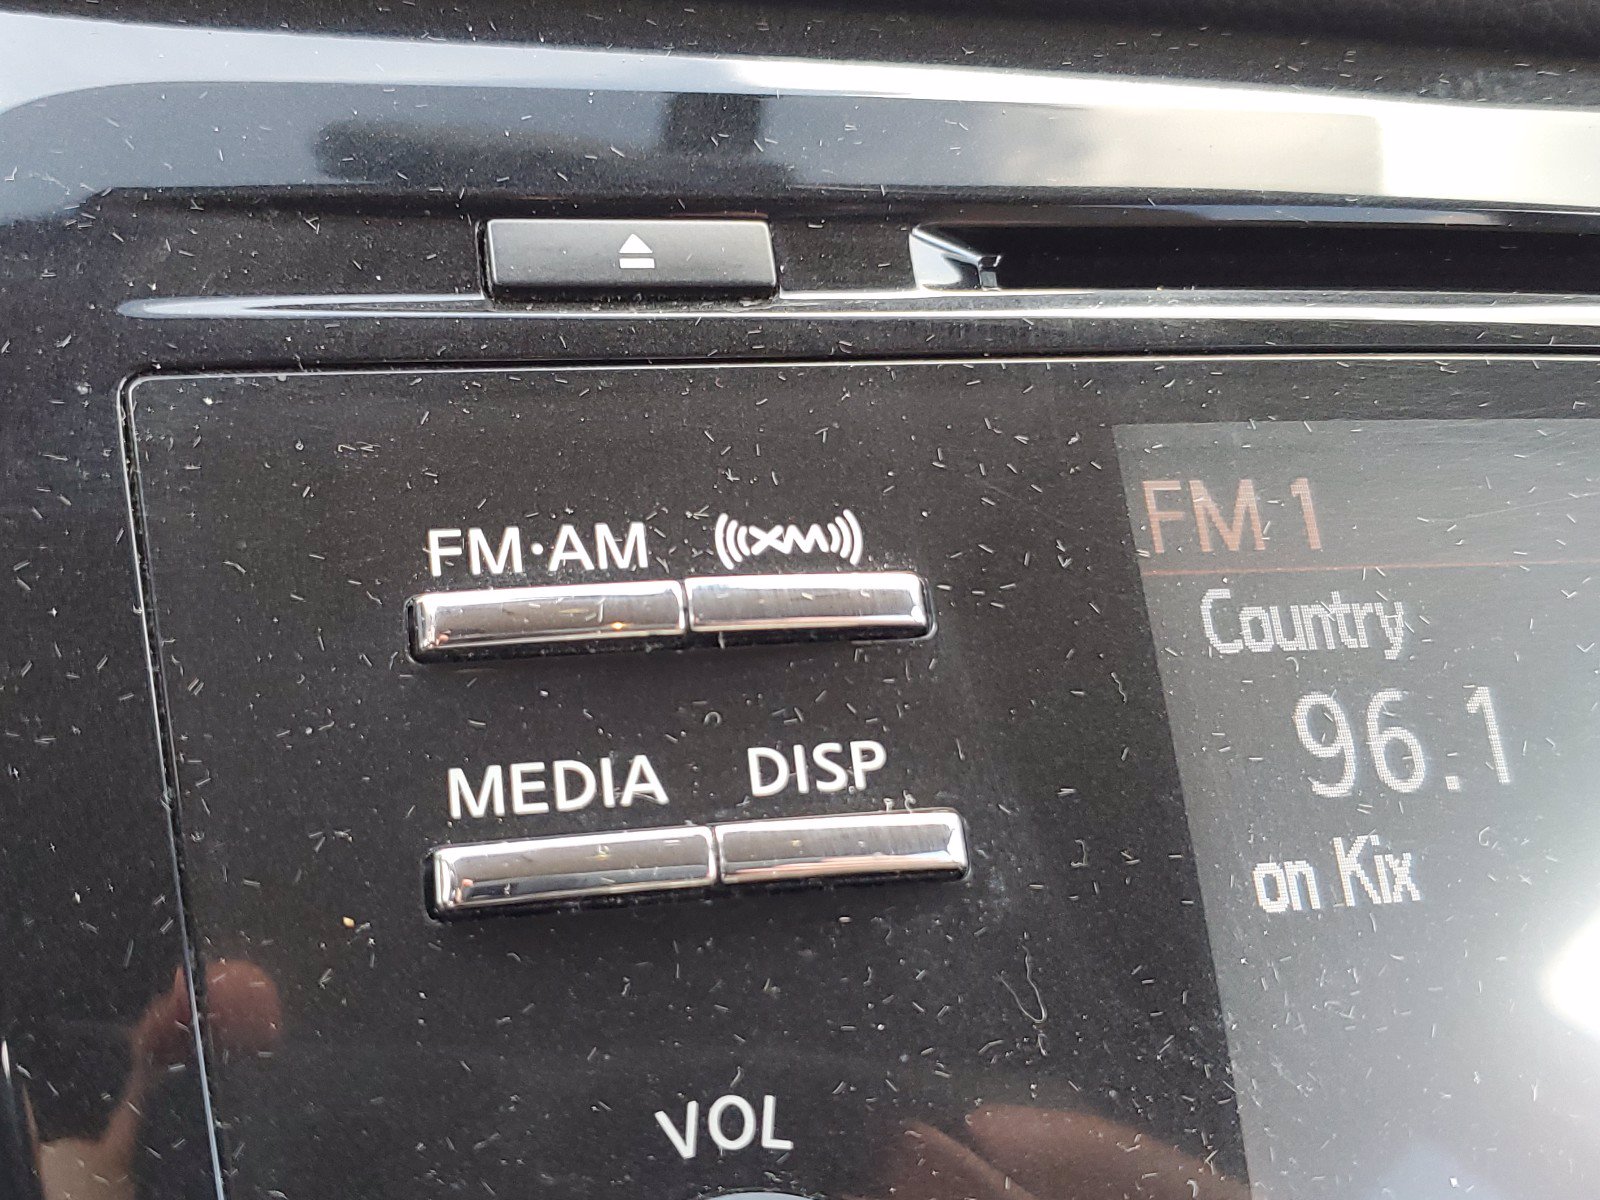 FM·AM
XM
MEDIA
DISP
VOL
FM 1
Country
96.1
on Kix